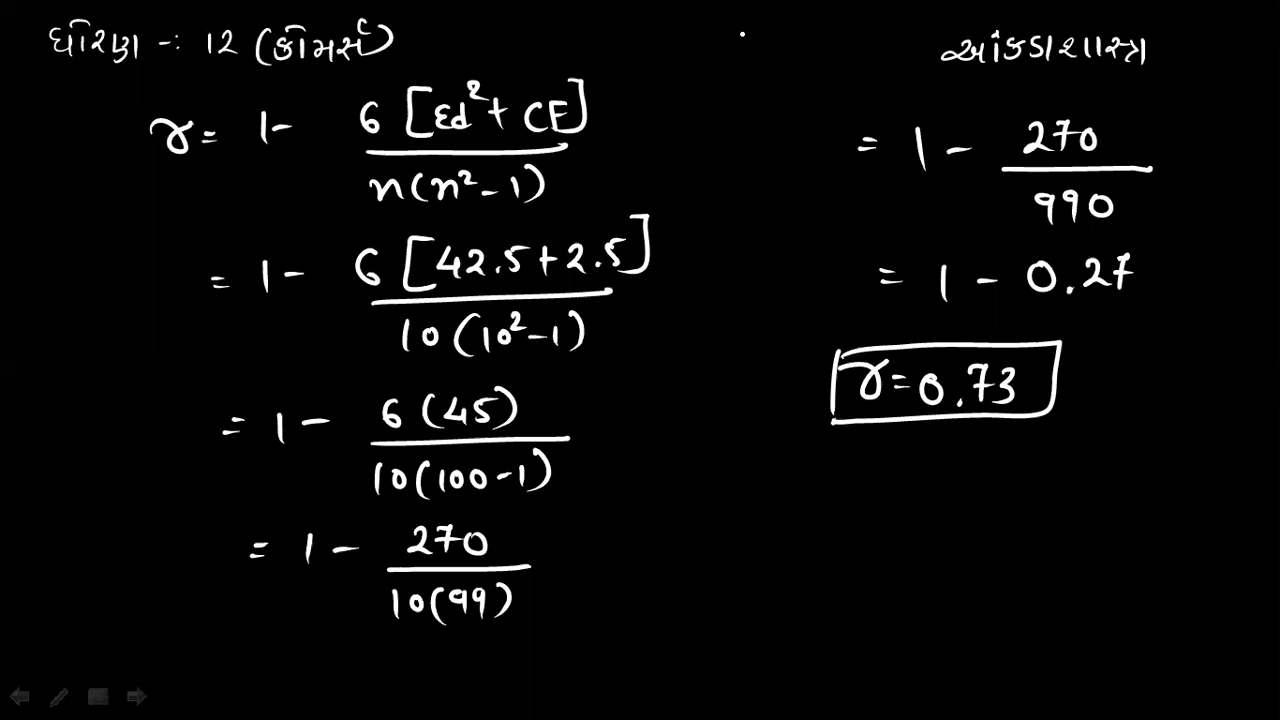 ધોરણ -: 12 (કોમર્સ)
આંકડાશાસ્ત્ર
r = 1 - 6 [Σd² + CF] / n(n² - 1)
= 1 - 6 [42.5 + 2.5] / 10(10² - 1)
= 1 - 6 (45) / 10(100 - 1)
= 1 - 270 / 10(99)
= 1 - 270 / 990
= 1 - 0.27
r = 0.73